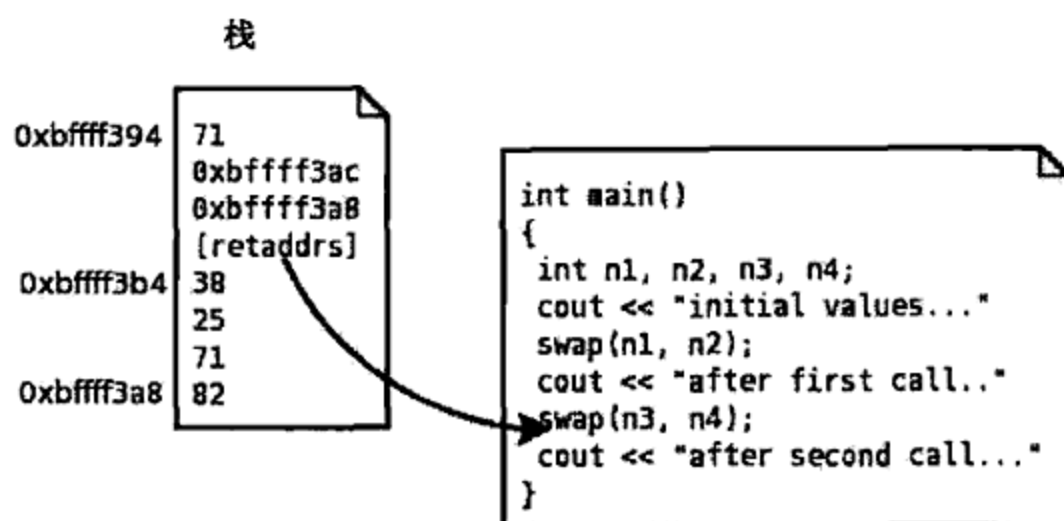 栈
0xbffff394
71
0xbffff3ac
0xbffff3a8
[retaddrs]
0xbffff3b4
38
25
71
0xbffff3a8
82
int main()
{
int n1, n2, n3, n4;
cout << "initial values..."
swap(n1, n2);
cout << "after first call.."
swap(n3, n4);
cout << "after second call..."
}